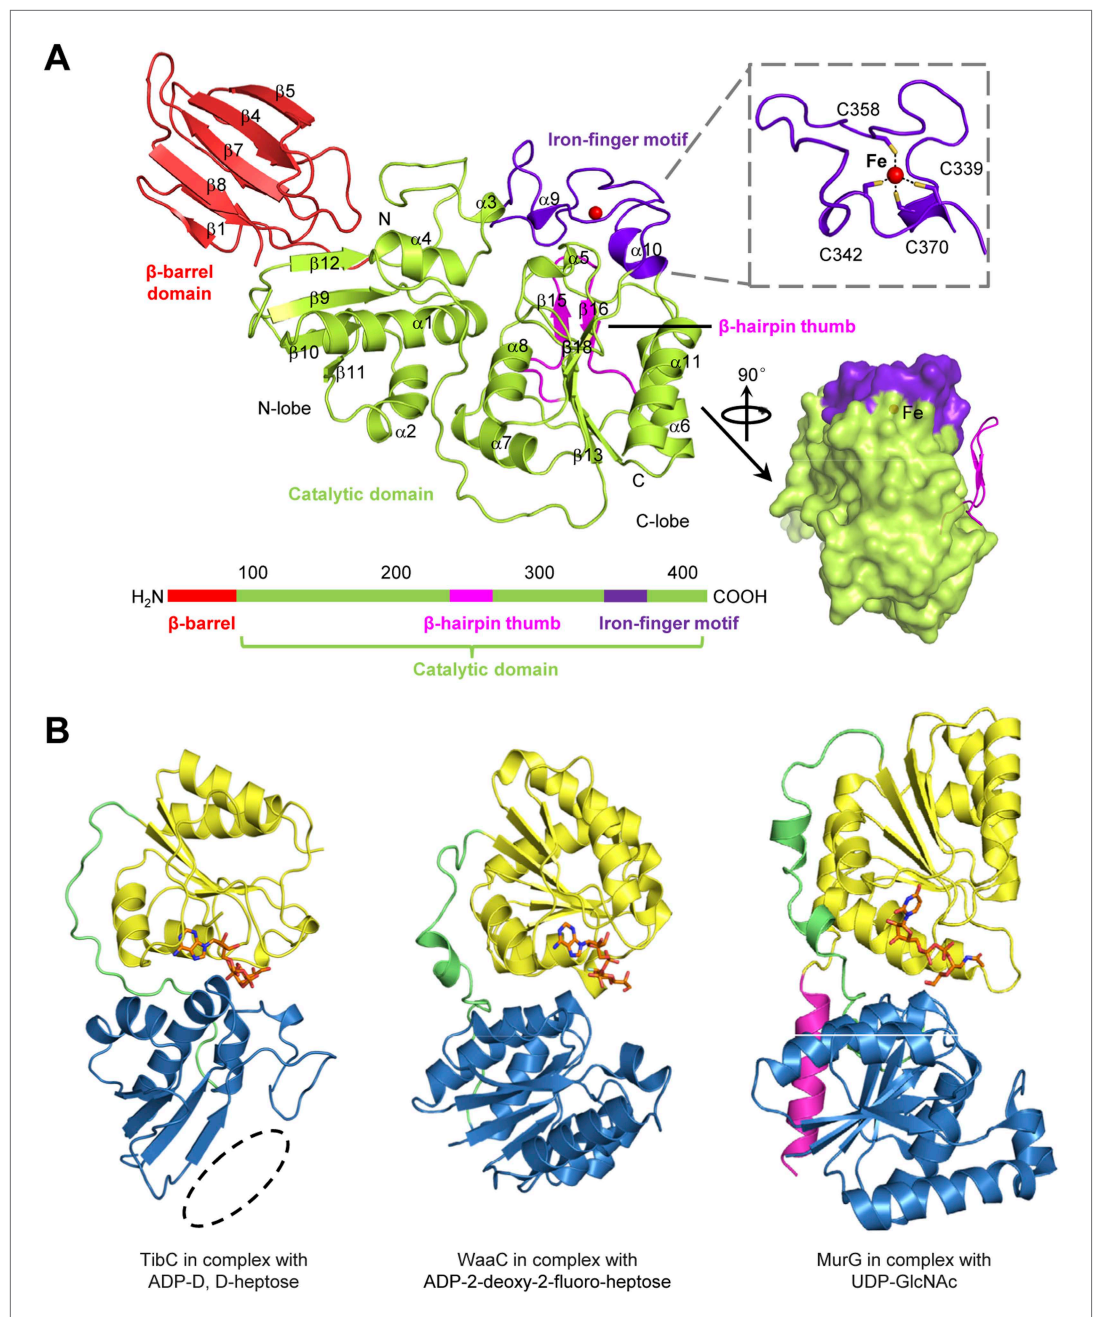 A
β5
β4
β7
β8
β1
β-barrel
domain
Iron-finger motif
N
α3
α4
α9
α10
α5
β12
β9
β15
β16
α1
β10
β11
α8
β18
α11
N-lobe
α2
α7
α6
β13
C
C-lobe
Catalytic domain
β-hairpin thumb
C358
Fe
C339
C342
C370
90°
Fe
100
200
300
400
H₂N
COOH
β-barrel
β-hairpin thumb
Iron-finger motif
Catalytic domain
B
TibC in complex with
ADP-D, D-heptose
WaaC in complex with
ADP-2-deoxy-2-fluoro-heptose
MurG in complex with
UDP-GlcNAc